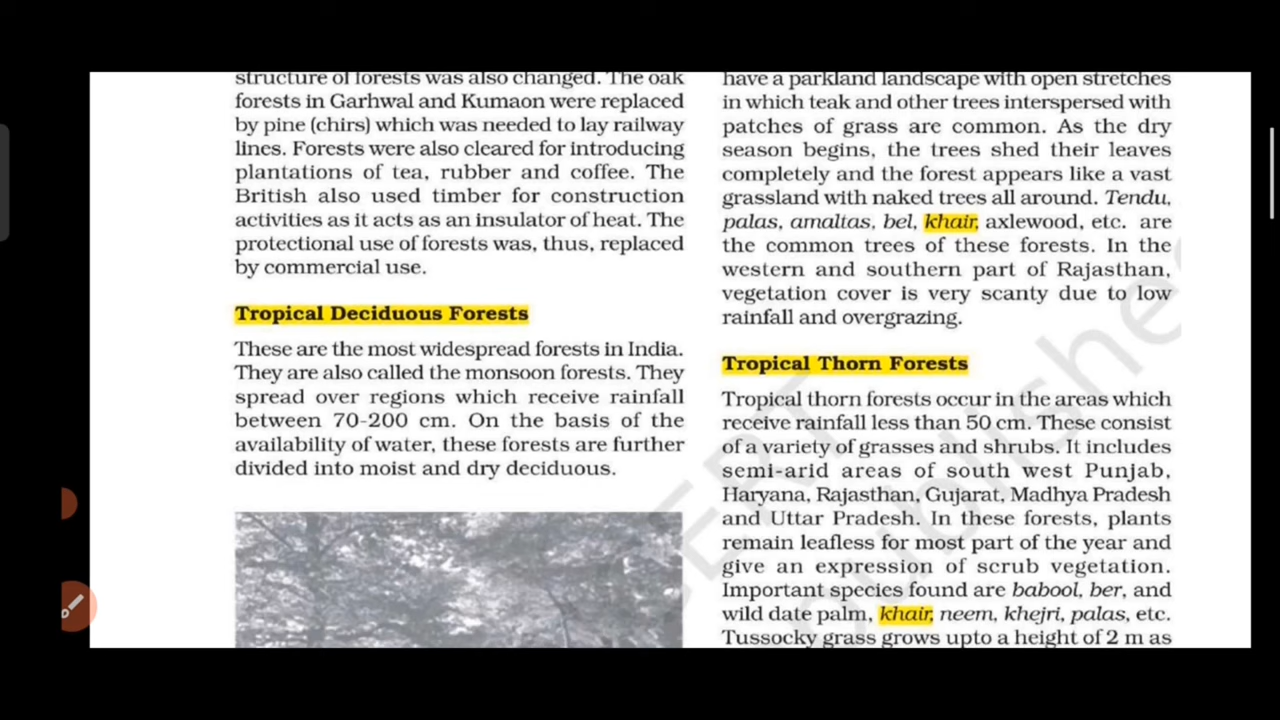 structure of forests was also changed. The oak
forests in Garhwal and Kumaon were replaced
by pine (chirs) which was needed to lay railway
lines. Forests were also cleared for introducing
plantations of tea, rubber and coffee. The
British also used timber for construction
activities as it acts as an insulator of heat. The
protectional use of forests was, thus, replaced
by commercial use.
Tropical Deciduous Forests
These are the most widespread forests in India.
They are also called the monsoon forests. They
spread over regions which receive rainfall
between 70-200 cm. On the basis of the
availability of water, these forests are further
divided into moist and dry deciduous.
have a parkland landscape with open stretches
in which teak and other trees interspersed with
patches of grass are common. As the dry
season begins, the trees shed their leaves
completely and the forest appears like a vast
grassland with naked trees all around. Tendu,
palas, amaltas, bel, khair, axlewood, etc. are
the common trees of these forests. In the
western and southern part of Rajasthan,
vegetation cover is very scanty due to low
rainfall and overgrazing.
Tropical Thorn Forests
Tropical thorn forests occur in the areas which
receive rainfall less than 50 cm. These consist
of a variety of grasses and shrubs. It includes
semi-arid areas of south west Punjab,
Haryana, Rajasthan, Gujarat, Madhya Pradesh
and Uttar Pradesh. In these forests, plants
remain leafless for most part of the year and
give an expression of scrub vegetation.
Important species found are babool, ber, and
wild date palm, khair, neem, khejri, palas, etc.
Tussocky grass grows upto a height of 2 m as